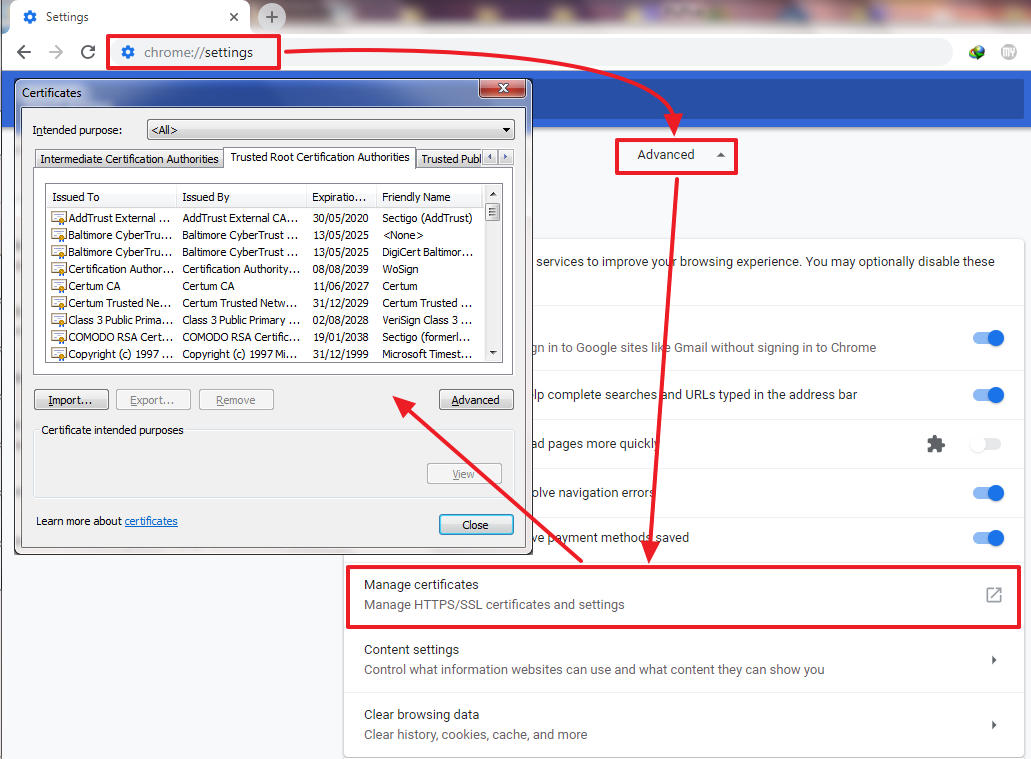 Settings
chrome://settings
Certificates
Intended purpose:
<All>
Intermediate Certification Authorities Trusted Root Certification Authorities Trusted Publ
Issued To Issued By Expiratio... Friendly Name
AddTrust External ... AddTrust External CA... 30/05/2020 Sectigo (AddTrust)
Baltimore CyberTru... Baltimore CyberTrust ... 13/05/2025 <None>
Baltimore CyberTru... Baltimore CyberTrust ... 13/05/2025 DigiCert Baltimor...
Certification Author... Certification Authority... 08/08/2039 WoSign
Certum CA Certum CA 11/06/2027 Certum
Certum Trusted Ne... Certum Trusted Netw... 31/12/2029 Certum Trusted ...
Class 3 Public Prima... Class 3 Public Primary ... 02/08/2028 VeriSign Class 3 ...
COMODO RSA Cert... COMODO RSA Certific... 19/01/2038 Sectigo (formerl...
Copyright (c) 1997 ... Copyright (c) 1997 Mi... 31/12/1999 Microsoft Timest...
Import... Export... Remove Advanced
Certificate intended purposes
View
Learn more about certificates
Close
Advanced
services to improve your browsing experience. You may optionally disable these
gn in to Google sites like Gmail without signing in to Chrome
lp complete searches and URLs typed in the address bar
ad pages more quickly
olve navigation errors
ve payment methods saved
Manage certificates
Manage HTTPS/SSL certificates and settings
Content settings
Control what information websites can use and what content they can show you
Clear browsing data
Clear history, cookies, cache, and more